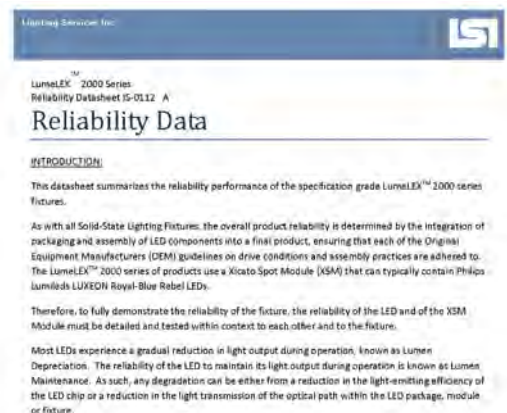 Lighting Services Inc
LSI
TM
LumeLEX 2000 Series
Reliability Datasheet IS-0112 A
Reliability Data
INTRODUCTION:
This datasheet summarizes the reliability performance of the specification grade LumeLEX™ 2000 series
fixtures.
As with all Solid-State Lighting Fixtures, the overall product reliability is determined by the integration of
packaging and assembly of LED components into a final product, ensuring that each of the Original
Equipment Manufacturers (OEM) guidelines on drive conditions and assembly practices are adhered to.
The LumeLEX™ 2000 series of products use a Xicato Spot Module (XSM) that can typically contain Philips
Lumileds LUXEON Royal-Blue Rebel LEDs.
Therefore, to fully demonstrate the reliability of the fixture, the reliability of the LED and of the XSM
Module must be detailed and tested within context to each other and to the fixture.
Most LEDs experience a gradual reduction in light output during operation, known as Lumen
Depreciation. The reliability of the LED to maintain its light output during operation is known as Lumen
Maintenance. As such, any degradation can be either from a reduction in the light-emitting efficiency of
the LED chip or a reduction in the light transmission of the optical path within the LED package, module
or fixture.